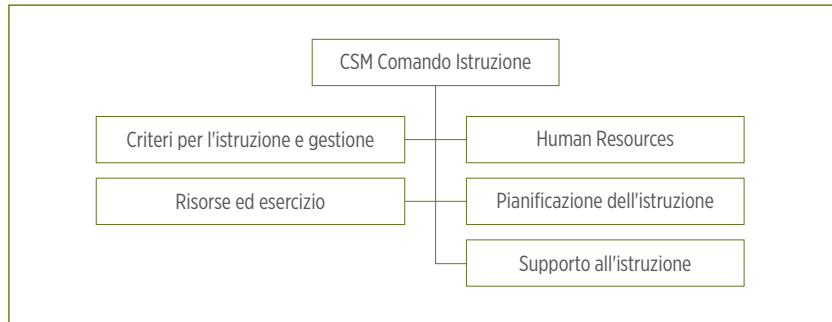 CSM Comando Istruzione
Criteri per l'istruzione e gestione
Human Resources
Risorse ed esercizio
Pianificazione dell'istruzione
Supporto all'istruzione